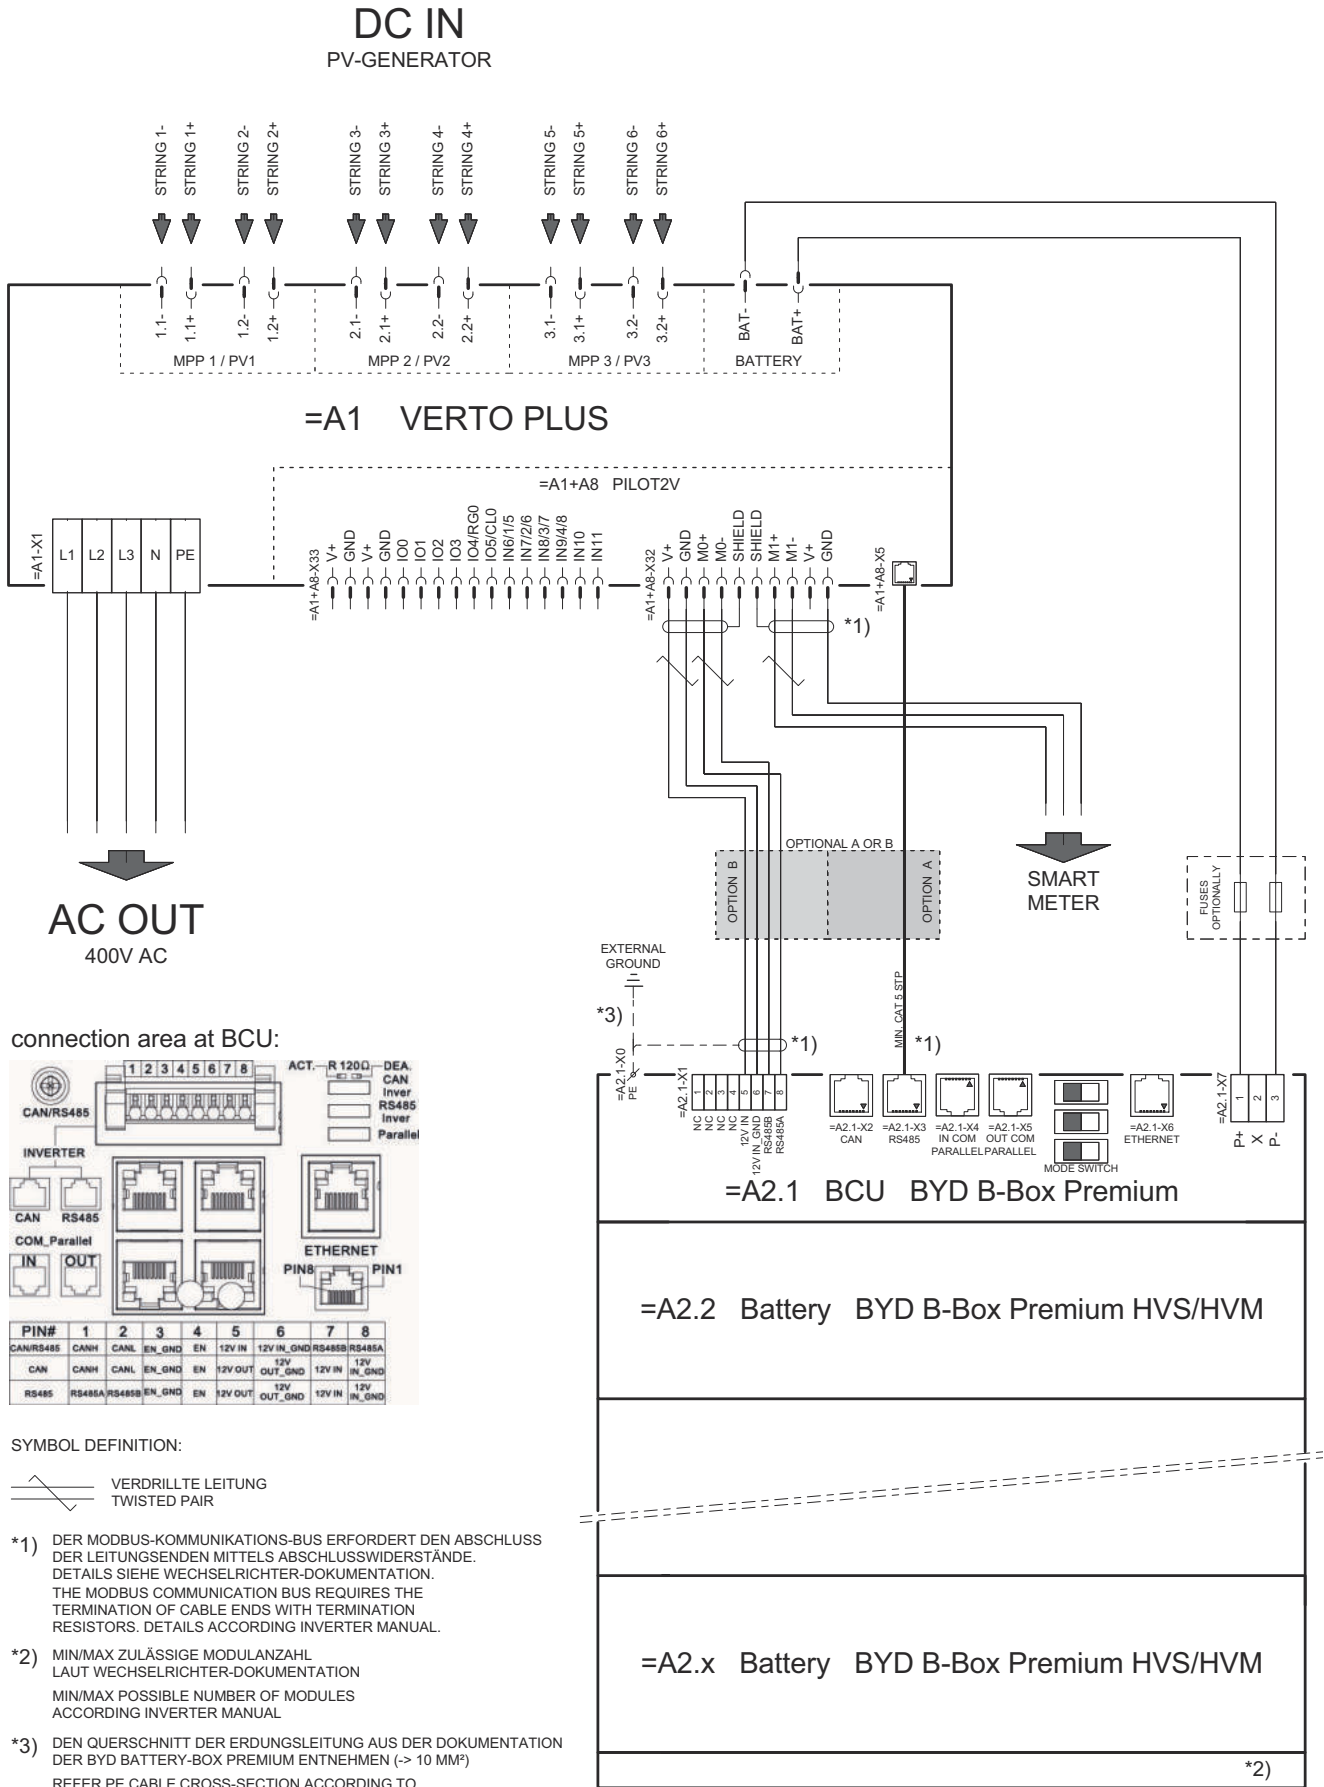 DC IN
PV-GENERATOR
STRING 1-
STRING 1+
STRING 2-
STRING 2+
STRING 3-
STRING 3+
STRING 4-
STRING 4+
STRING 5-
STRING 5+
STRING 6-
STRING 6+
1.1-
1.1+
1.2-
1.2+
2.1-
2.1+
2.2-
2.2+
3.1-
3.1+
3.2-
3.2+
BAT-
BAT+
MPP 1 / PV1
MPP 2 / PV2
MPP 3 / PV3
BATTERY
=A1 VERTO PLUS
=A1+A8 PILOT2V
=A1-X1
L1
L2
L3
N
PE
=A1+A8-X33
V+
GND
V+
GND
IO0
IO1
IO2
IO3
IO4/RG0
IO5/CL0
IN6/1/5
IN7/2/6
IN8/3/7
IN9/4/8
IN10
IN11
=A1+A8-X32
V+
GND
M0+
M0-
SHIELD
SHIELD
M1+
M1-
V+
GND
=A1+A8-X5
*1)
AC OUT
400V AC
OPTIONAL A OR B
OPTION B
OPTION A
SMART
METER
FUSES
OPTIONALLY
EXTERNAL
GROUND
*3)
*1)
MIN. CAT 5 STP
*1)
=A2.1-X0
PE
=A2.1-X1
1
2
3
4
5
6
7
8
NC
NC
NC
NC
12V IN
12V IN_GND
RS485B
RS485A
=A2.1-X2
CAN
=A2.1-X3
RS485
=A2.1-X4
IN COM
PARALLEL
=A2.1-X5
OUT COM
PARALLEL
MODE SWITCH
=A2.1-X6
ETHERNET
=A2.1-X7
1
2
3
P+
X
P-
=A2.1 BCU BYD B-Box Premium
=A2.2 Battery BYD B-Box Premium HVS/HVM
=A2.x Battery BYD B-Box Premium HVS/HVM
*2)
connection area at BCU:
1 2 3 4 5 6 7 8
ACT. R 120Ω DEA.
CAN
Inver
RS485
Inver
Parallel
CAN/RS485
INVERTER
CAN RS485
COM_Parallel
IN OUT
ETHERNET
PIN8 PIN1
PIN# 1 2 3 4 5 6 7 8
CAN/RS485 CANH CANL EN_GND EN 12V IN 12V IN_GND RS485B RS485A
CAN CANH CANL EN_GND EN 12V OUT 12V OUT_GND 12V IN 12V IN_GND
RS485 RS485A RS485B EN_GND EN 12V OUT 12V OUT_GND 12V IN 12V IN_GND
SYMBOL DEFINITION:
VERDRILLTE LEITUNG
TWISTED PAIR
*1) DER MODBUS-KOMMUNIKATIONS-BUS ERFORDERT DEN ABSCHLUSS
DER LEITUNGSENDEN MITTELS ABSCHLUSSWIDERSTÄNDE.
DETAILS SIEHE WECHSELRICHTER-DOKUMENTATION.
THE MODBUS COMMUNICATION BUS REQUIRES THE
TERMINATION OF CABLE ENDS WITH TERMINATION
RESISTORS. DETAILS ACCORDING INVERTER MANUAL.
*2) MIN/MAX ZULÄSSIGE MODULANZAHL
LAUT WECHSELRICHTER-DOKUMENTATION
MIN/MAX POSSIBLE NUMBER OF MODULES
ACCORDING INVERTER MANUAL
*3) DEN QUERSCHNITT DER ERDUNGSLEITUNG AUS DER DOKUMENTATION
DER BYD BATTERY-BOX PREMIUM ENTNEHMEN (-> 10 MM²)
REFER PE CABLE CROSS-SECTION ACCORDING TO